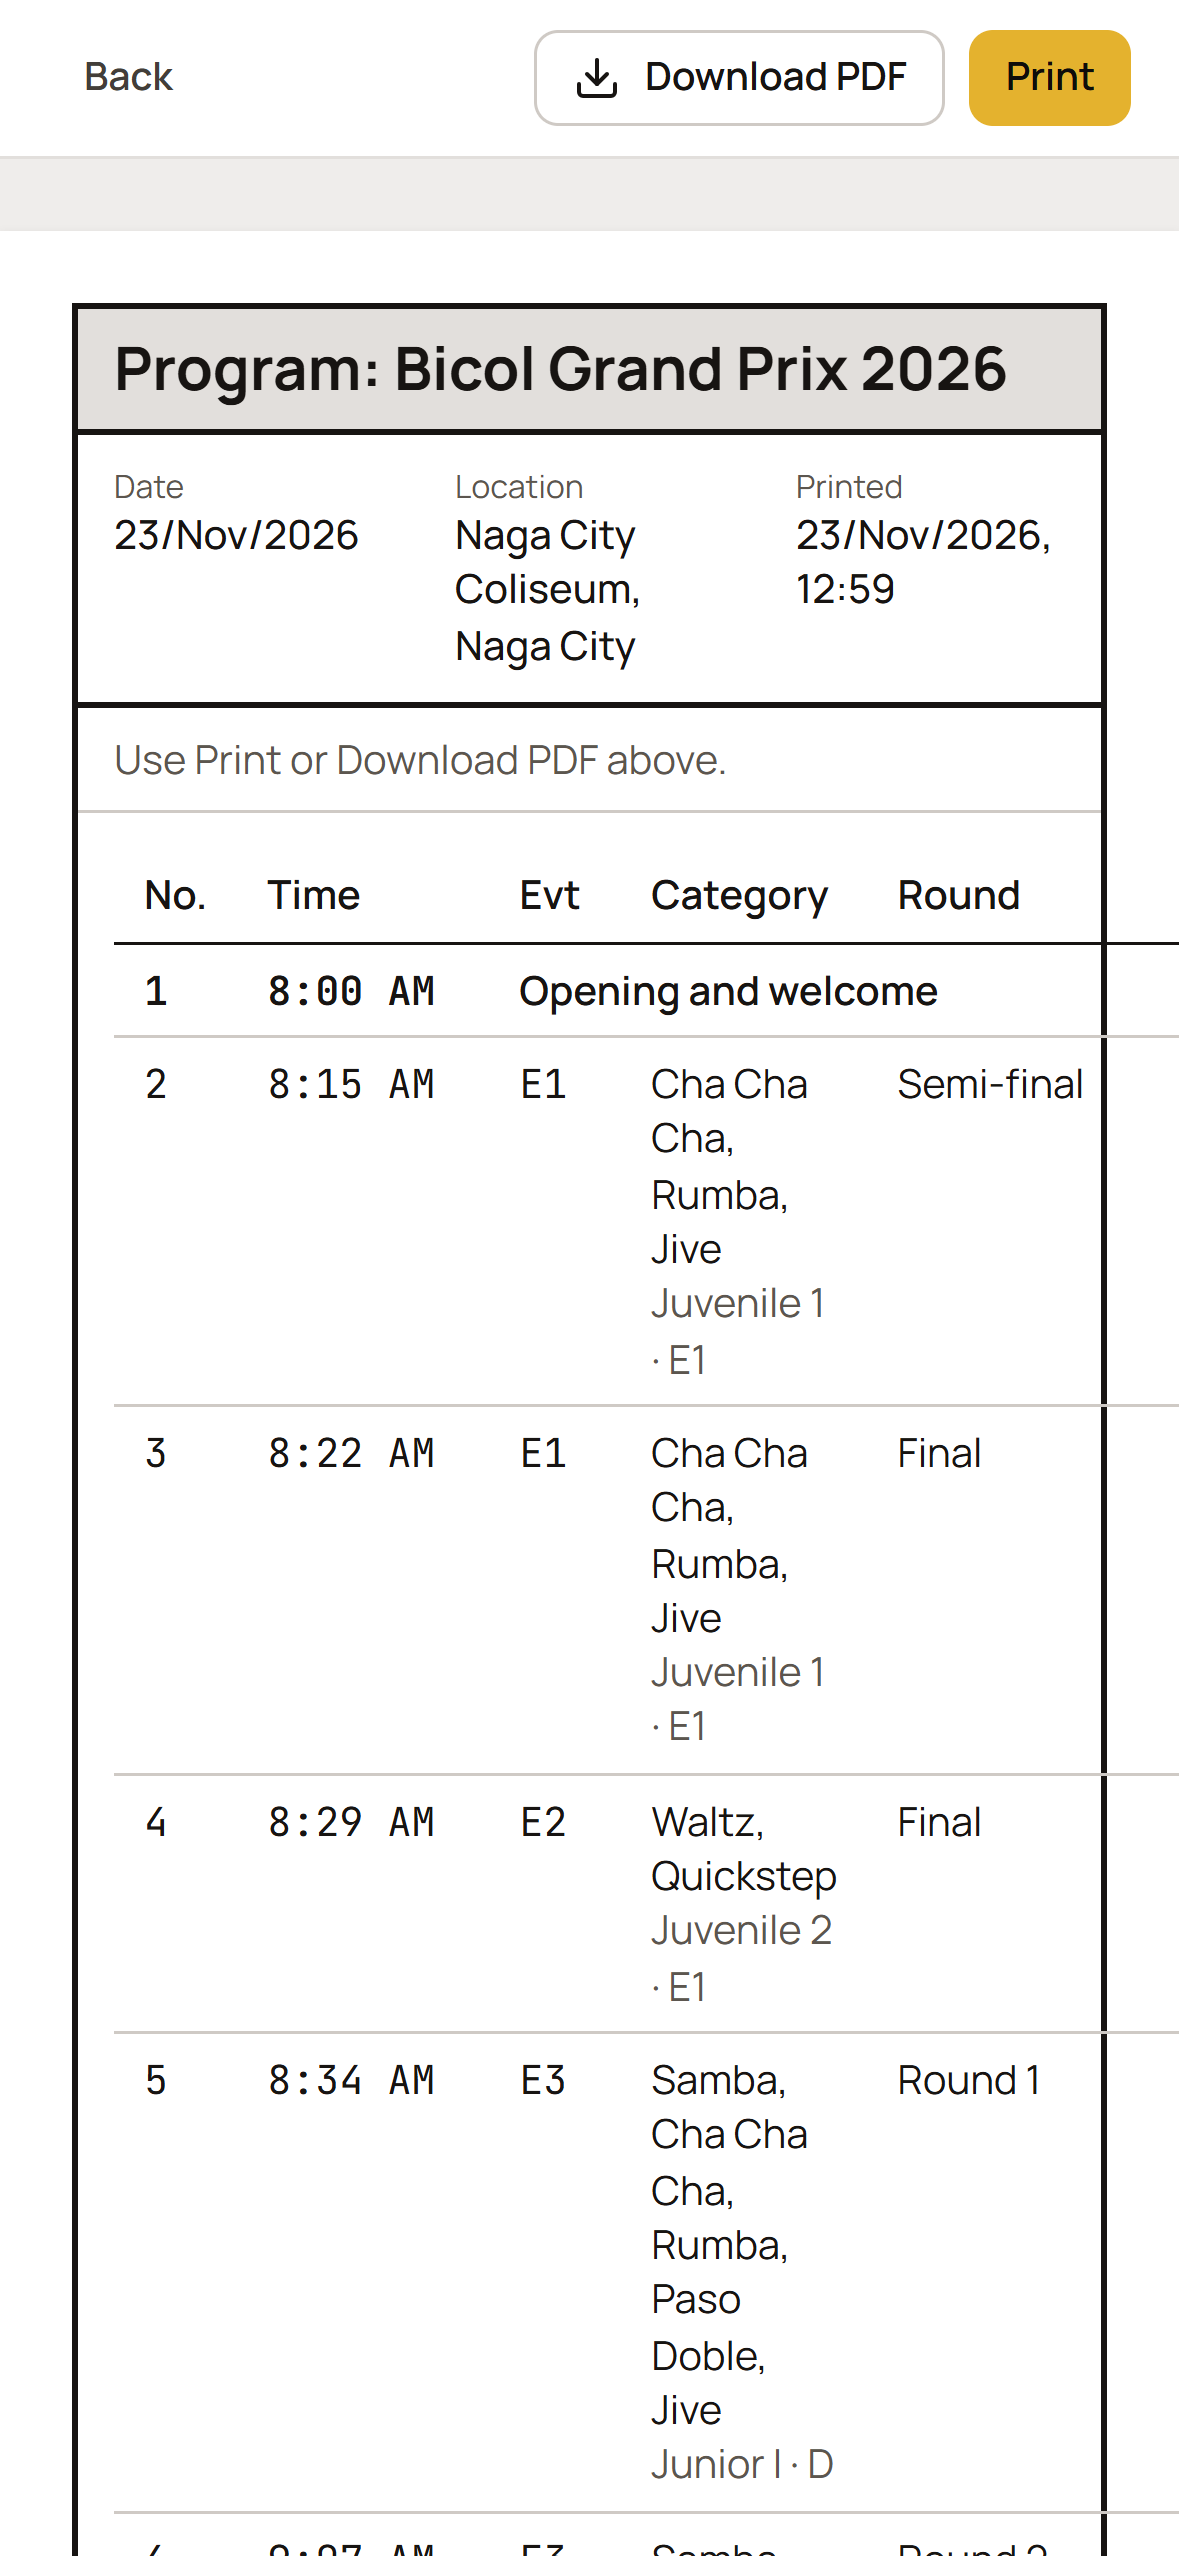 Back
Download PDF
Print
Program: Bicol Grand Prix 2026
Date
23/Nov/2026
Location
Naga City
Coliseum,
Naga City
Printed
23/Nov/2026,
12:59
Use Print or Download PDF above.
No. Time Evt Category Round
1 8:00 AM Opening and welcome
2 8:15 AM E1 Cha Cha Semi-final
Cha,
Rumba,
Jive
Juvenile 1
· E1
3 8:22 AM E1 Cha Cha Final
Cha,
Rumba,
Jive
Juvenile 1
· E1
4 8:29 AM E2 Waltz, Final
Quickstep
Juvenile 2
· E1
5 8:34 AM E3 Samba, Round 1
Cha Cha
Cha,
Rumba,
Paso
Doble,
Jive
Junior I · D
AM E3 Samba, Round 2